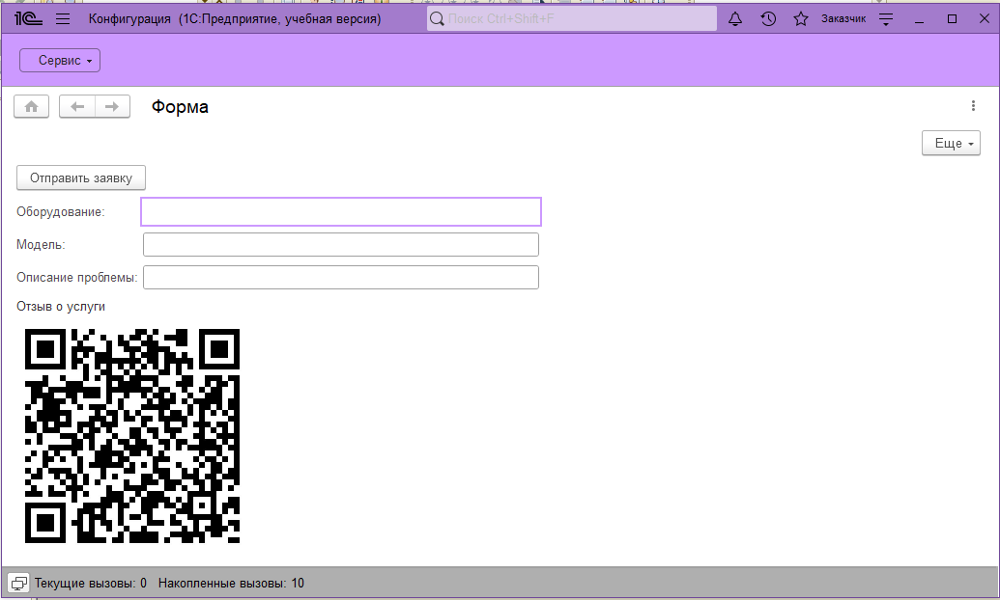 1С Конфигурация (1С:Предприятие, учебная версия) Поиск Ctrl+Shift+F Заказчик
Сервис
Форма
Еще
Отправить заявку
Оборудование:
Модель:
Описание проблемы:
Отзыв о услуги
Текущие вызовы: 0 Накопленные вызовы: 10